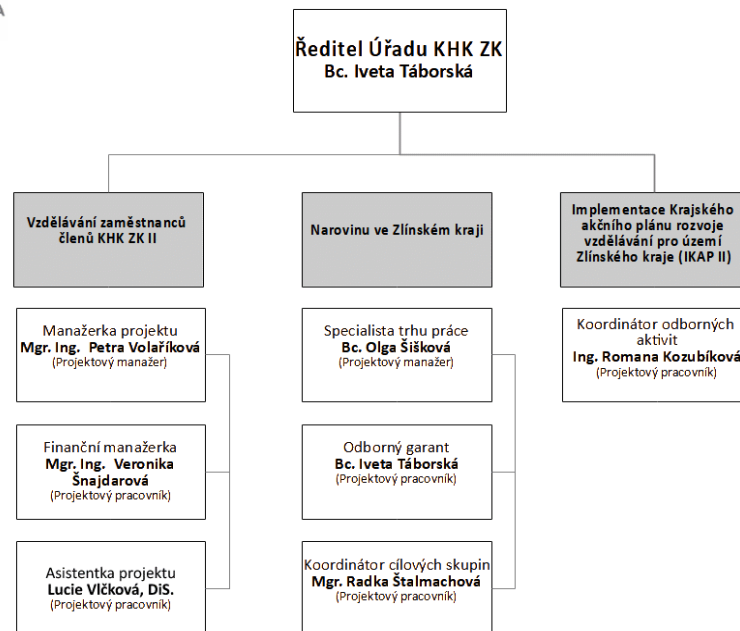 Ředitel Úřadu KHK ZK
Bc. Iveta Táborská
Vzdělávání zaměstnanců
členů KHK ZK II
Narovinu ve Zlínském kraji
Implementace Krajského
akčního plánu rozvoje
vzdělávání pro území
Zlínského kraje (IKAP II)
Manažerka projektu
Mgr. Ing. Petra Volaříková
(Projektový manažer)
Specialista trhu práce
Bc. Olga Šišková
(Projektový manažer)
Koordinátor odborných
aktivit
Ing. Romana Kozubíková
(Projektový pracovník)
Finanční manažerka
Mgr. Ing. Veronika
Šnajdarová
(Projektový pracovník)
Odborný garant
Bc. Iveta Táborská
(Projektový pracovník)
Asistentka projektu
Lucie Vlčková, DiS.
(Projektový pracovník)
Koordinátor cílových skupin
Mgr. Radka Štalmachová
(Projektový pracovník)